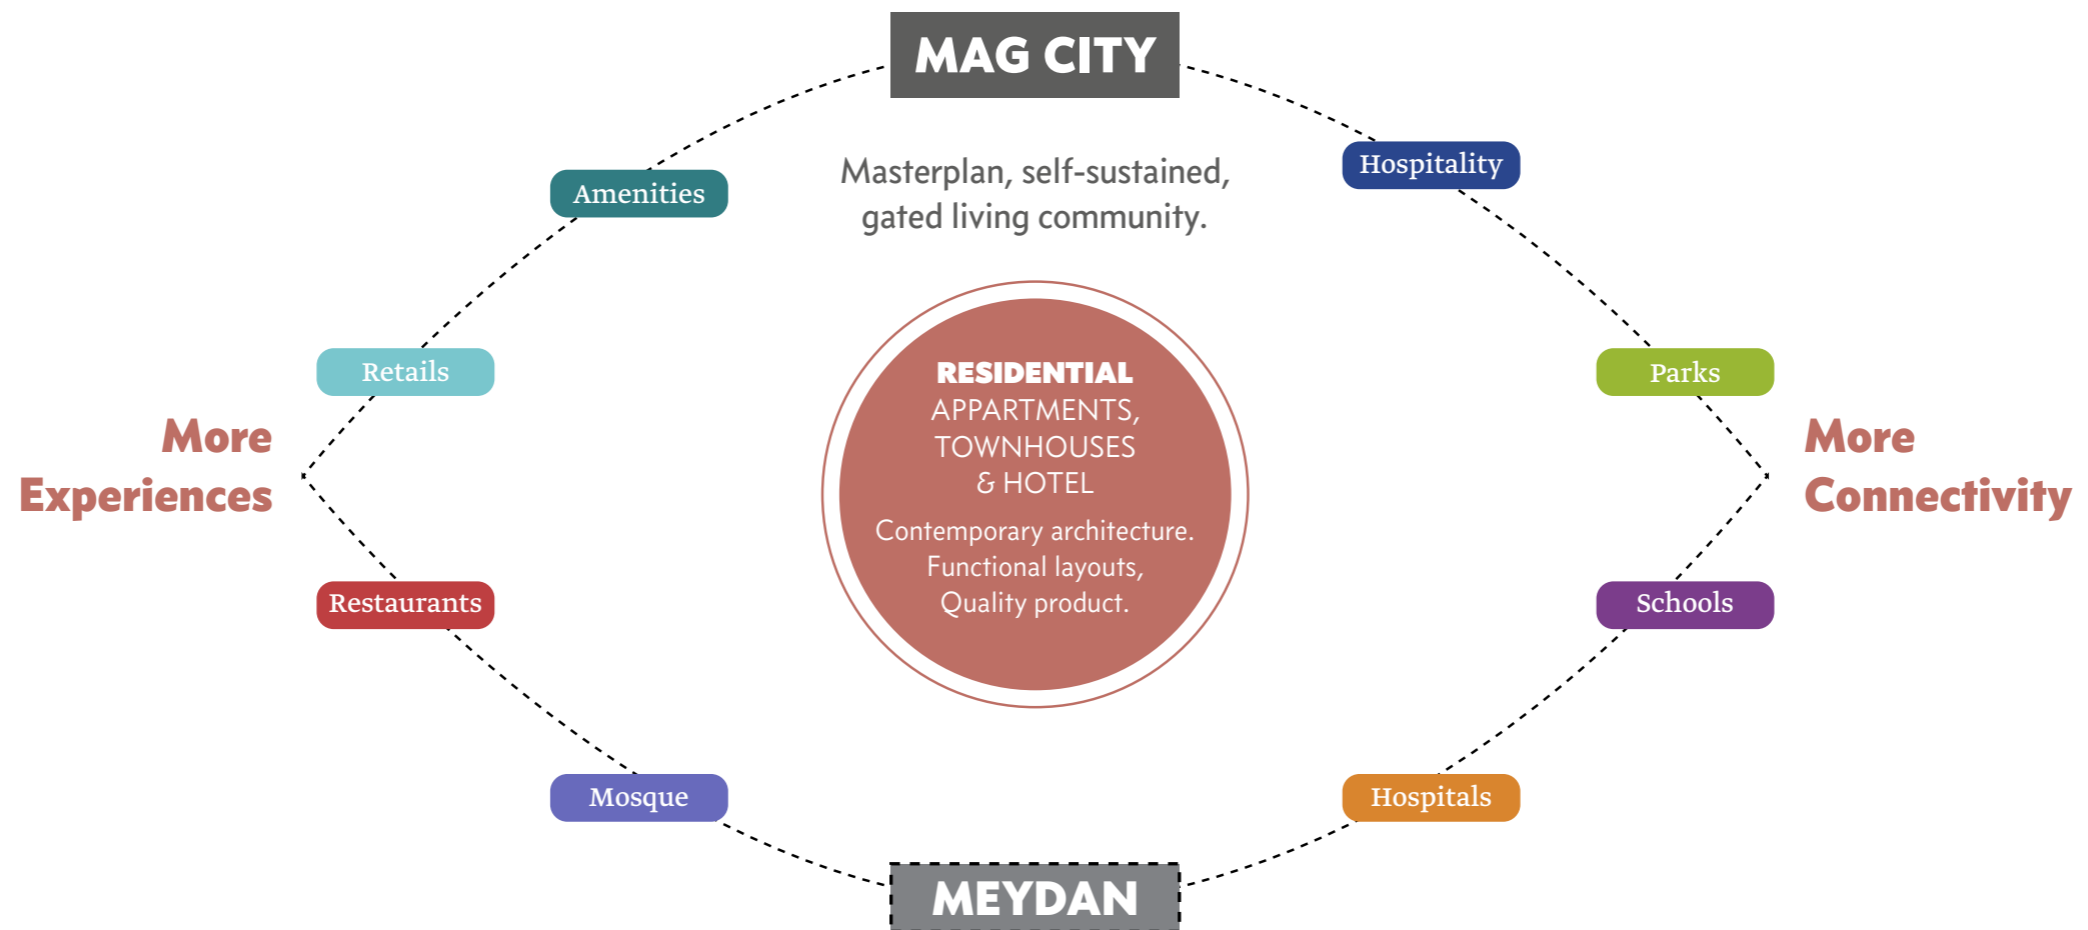 MAG CITY
Masterplan, self-sustained,
gated living community.
Amenities
Hospitality
Retails
Parks
More
Experiences
More
Connectivity
RESIDENTIAL
APPARTMENTS,
TOWNHOUSES
& HOTEL
Contemporary architecture.
Functional layouts,
Quality product.
Restaurants
Schools
Mosque
Hospitals
MEYDAN